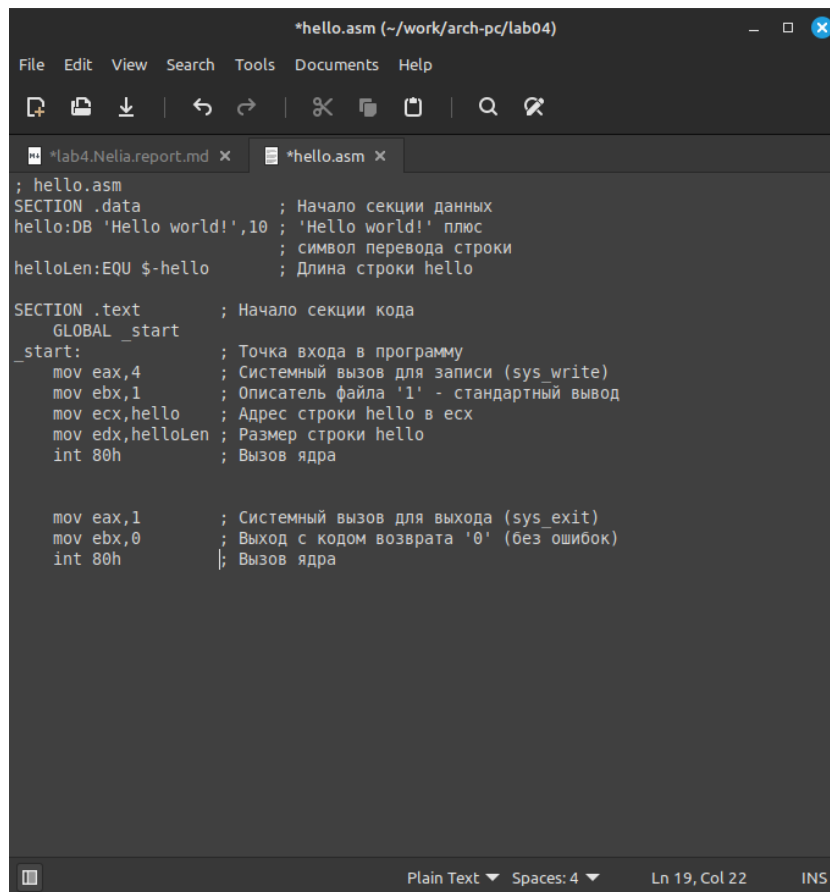 *hello.asm (~/work/arch-pc/lab04)
File Edit View Search Tools Documents Help
*lab4.Nelia.report.md *hello.asm
; hello.asm
SECTION .data ; Начало секции данных
hello:DB 'Hello world!',10 ; 'Hello world!' плюс
; символ перевода строки
helloLen:EQU $-hello ; Длина строки hello
SECTION .text ; Начало секции кода
GLOBAL _start
_start: ; Точка входа в программу
mov eax,4 ; Системный вызов для записи (sys_write)
mov ebx,1 ; Описатель файла '1' - стандартный вывод
mov ecx,hello ; Адрес строки hello в ecx
mov edx,helloLen ; Размер строки hello
int 80h ; Вызов ядра
mov eax,1 ; Системный вызов для выхода (sys_exit)
mov ebx,0 ; Выход с кодом возврата '0' (без ошибок)
int 80h ; Вызов ядра
Plain Text Spaces: 4 Ln 19, Col 22 INS